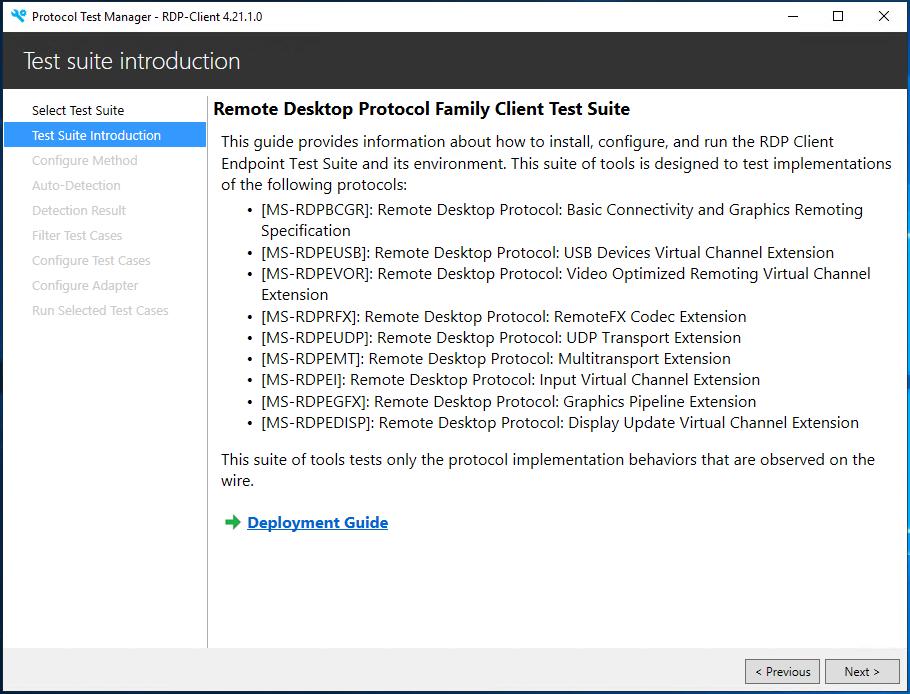 Protocol Test Manager - RDP-Client 4.21.1.0
Test suite introduction
Select Test Suite
Test Suite Introduction
Configure Method
Auto-Detection
Detection Result
Filter Test Cases
Configure Test Cases
Configure Adapter
Run Selected Test Cases
Remote Desktop Protocol Family Client Test Suite
This guide provides information about how to install, configure, and run the RDP Client
Endpoint Test Suite and its environment. This suite of tools is designed to test implementations
of the following protocols:
• [MS-RDPBCGR]: Remote Desktop Protocol: Basic Connectivity and Graphics Remoting
Specification
• [MS-RDPEUSB]: Remote Desktop Protocol: USB Devices Virtual Channel Extension
• [MS-RDPEVOR]: Remote Desktop Protocol: Video Optimized Remoting Virtual Channel
Extension
• [MS-RDPRFX]: Remote Desktop Protocol: RemoteFX Codec Extension
• [MS-RDPEUDP]: Remote Desktop Protocol: UDP Transport Extension
• [MS-RDPEMT]: Remote Desktop Protocol: Multitransport Extension
• [MS-RDPEI]: Remote Desktop Protocol: Input Virtual Channel Extension
• [MS-RDPEGFX]: Remote Desktop Protocol: Graphics Pipeline Extension
• [MS-RDPEDISP]: Remote Desktop Protocol: Display Update Virtual Channel Extension
This suite of tools tests only the protocol implementation behaviors that are observed on the
wire.
Deployment Guide
< Previous
Next >